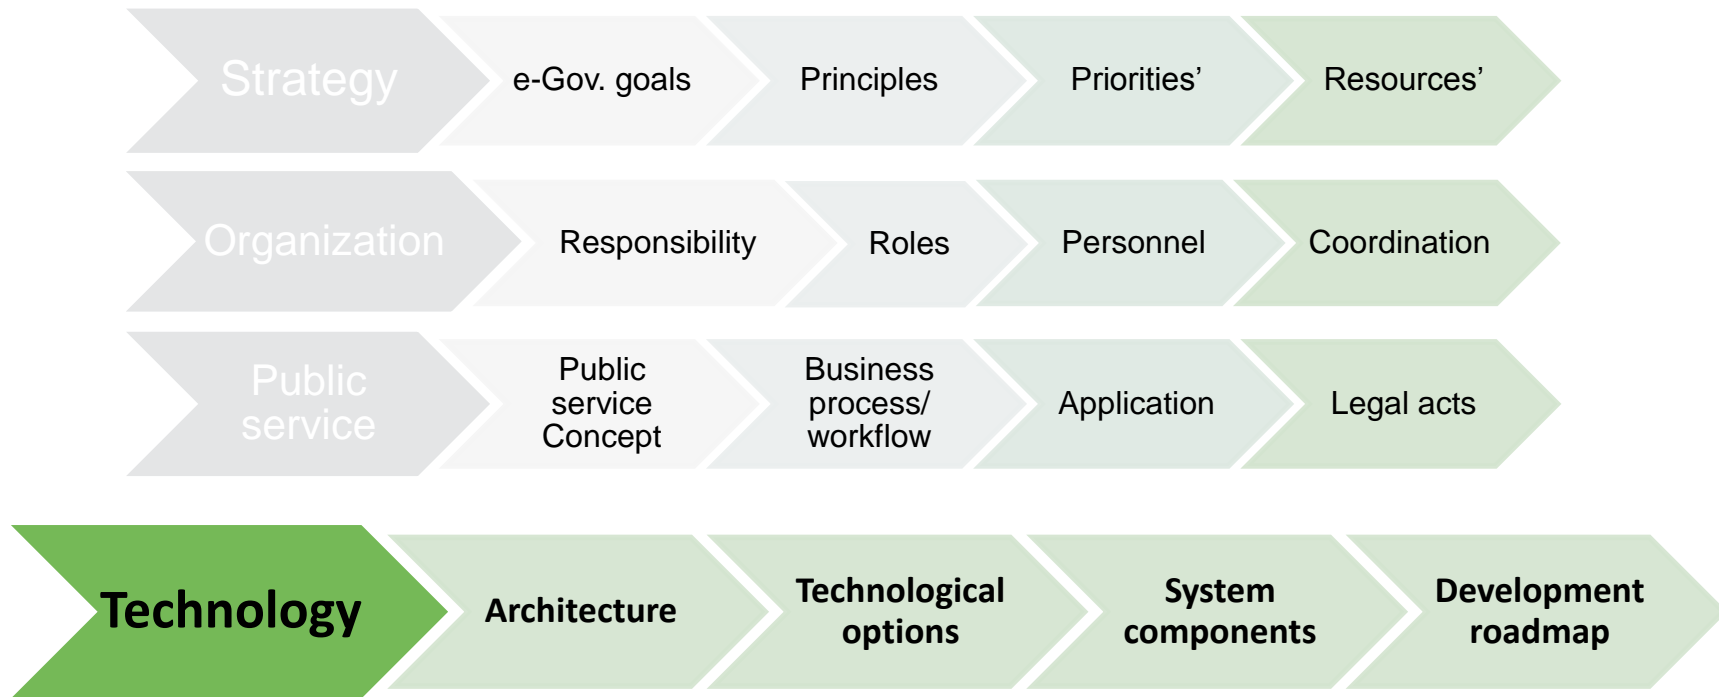 Strategy
e-Gov. goals
Principles
Priorities’
Resources’
Organization
Responsibility
Roles
Personnel
Coordination
Public
service
Public
service
Concept
Business
process/
workflow
Application
Legal acts
Technology
Architecture
Technological
options
System
components
Development
roadmap